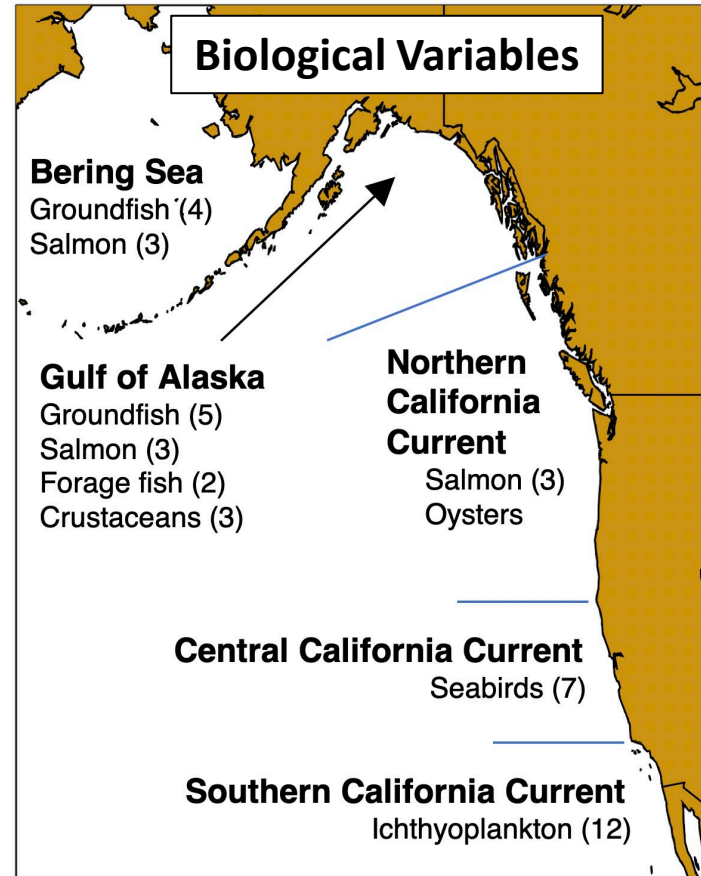 Biological Variables
Bering Sea
Groundfish (4)
Salmon (3)
Gulf of Alaska
Groundfish (5)
Salmon (3)
Forage fish (2)
Crustaceans (3)
Northern
California
Current
Salmon (3)
Oysters
Central California Current
Seabirds (7)
Southern California Current
Ichthyoplankton (12)